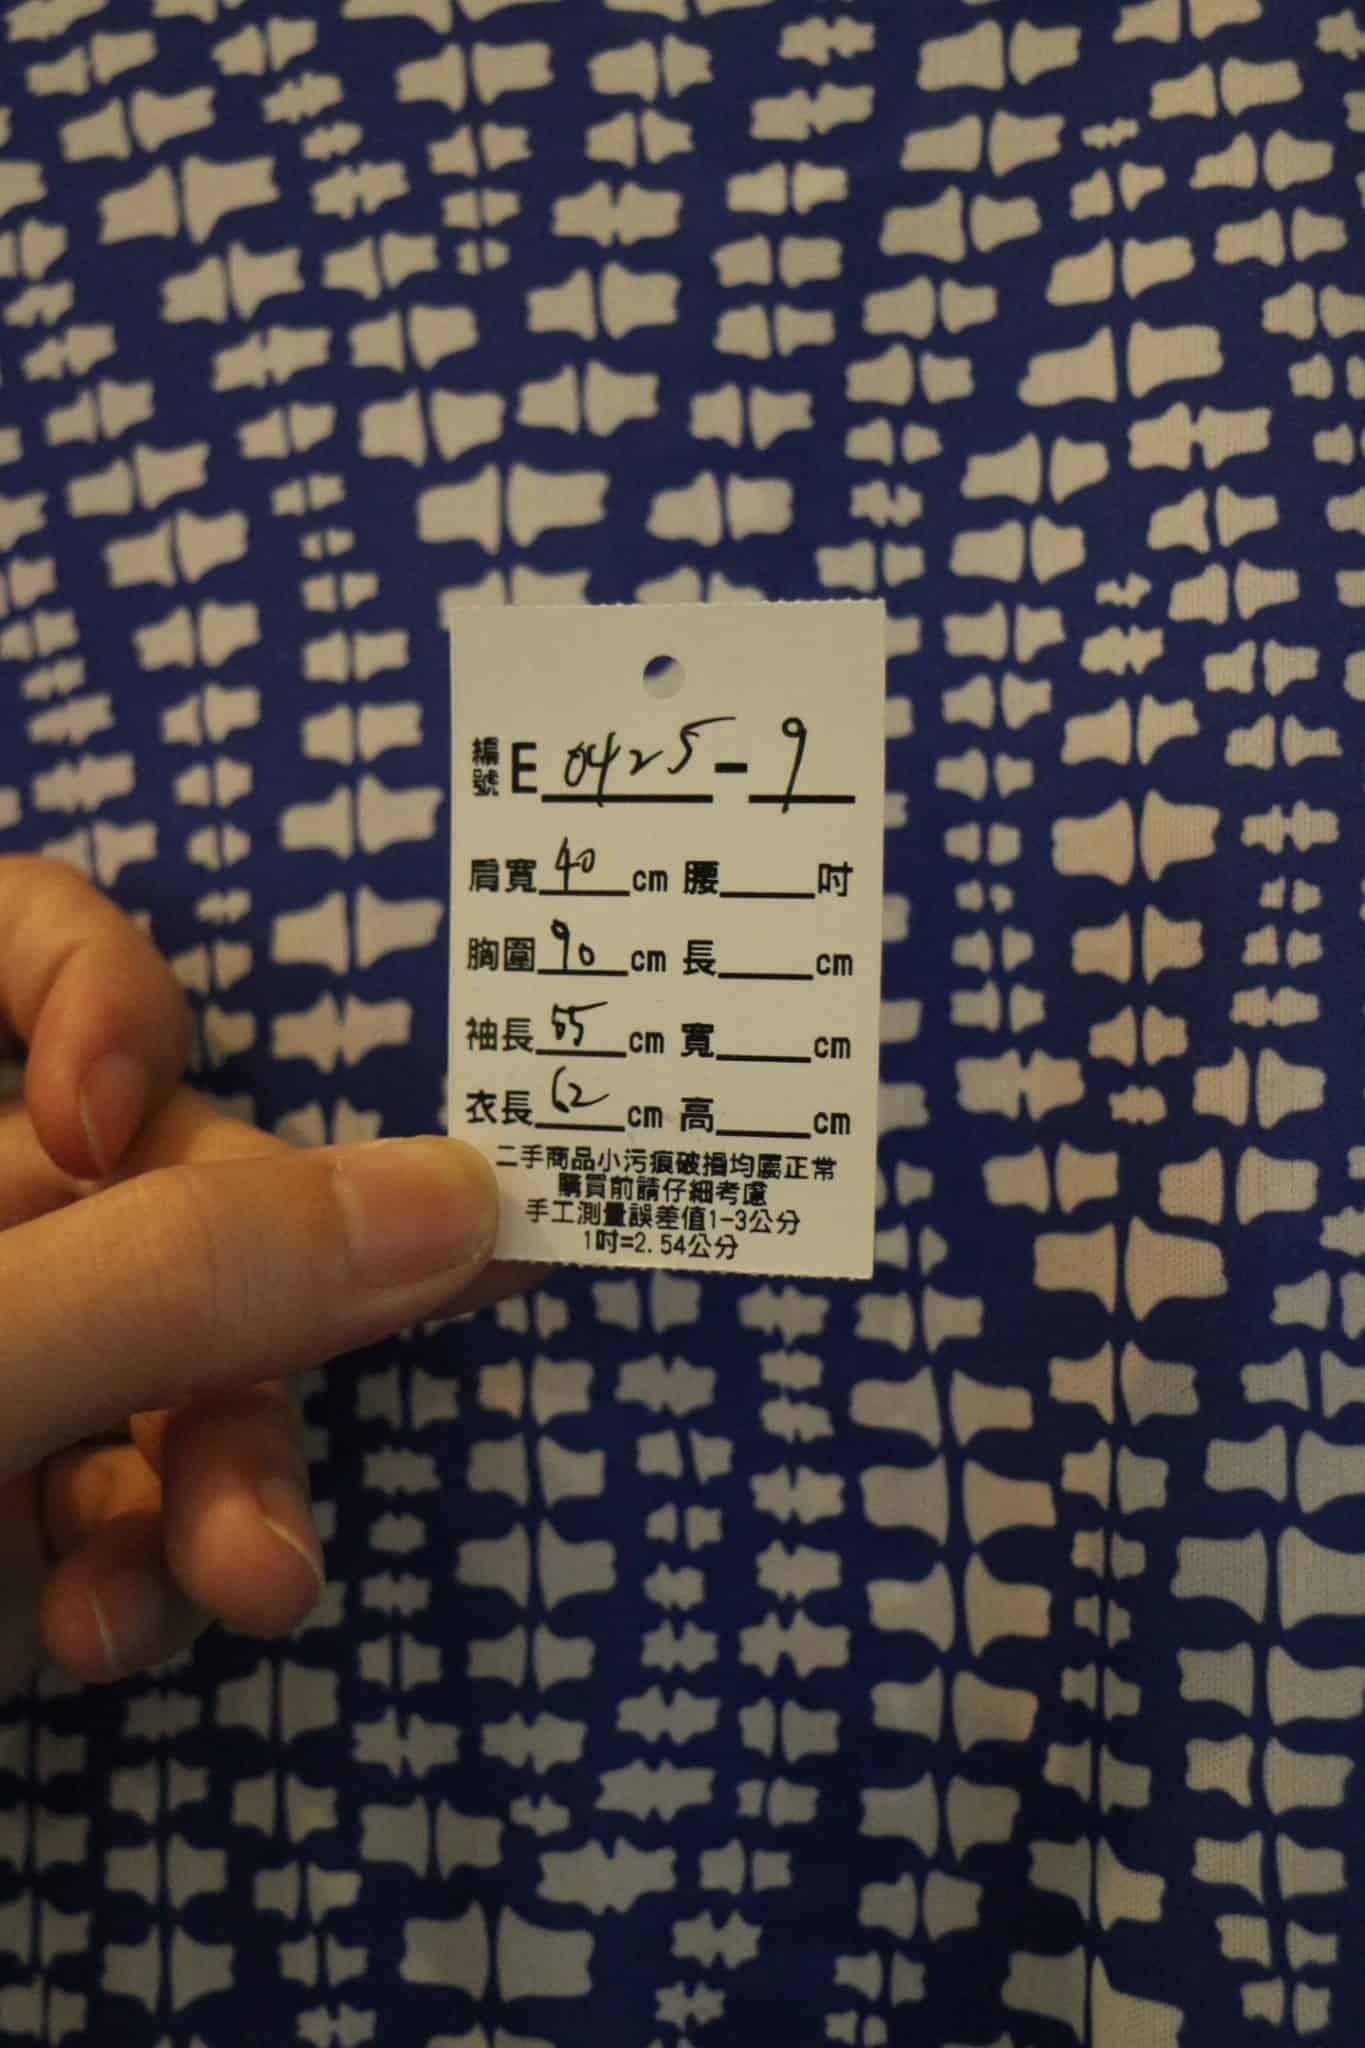 編號 E 0425-9
肩寬 40 cm 腰 吋
胸圍 90 cm 長 cm
袖長 55 cm 寬 cm
衣長 62 cm 高 cm
二手商品小污痕破損均屬正常
購買前請仔細考慮
手工測量誤差值1-3公分
1吋=2.54公分